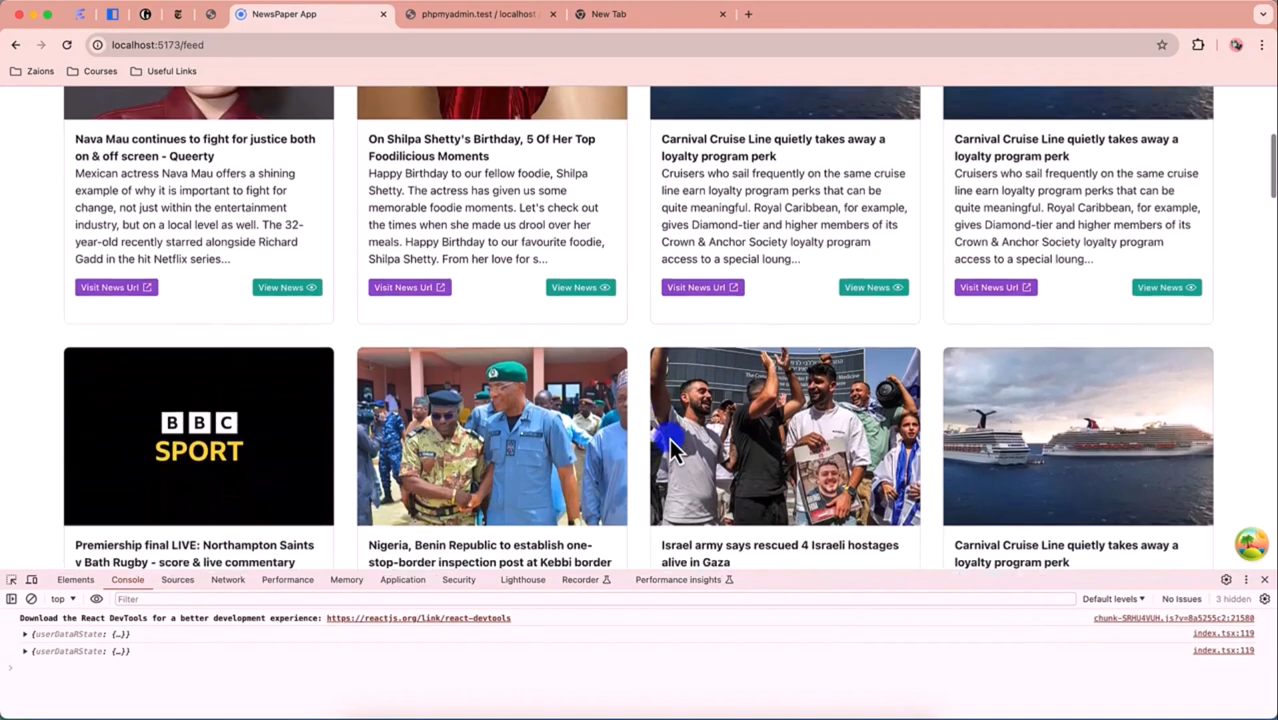 NewsPaper App
phpmyadmin.test / localhost
New Tab
localhost:5173/feed
Zaions
Courses
Useful Links
Nava Mau continues to fight for justice both
on & off screen - Queerty
Mexican actress Nava Mau offers a shining
example of why it is important to fight for
change, not just within the entertainment
industry, but on a local level as well. The 32-
year-old recently starred alongside Richard
Gadd in the hit Netflix series...
Visit News Url
View News
On Shilpa Shetty's Birthday, 5 Of Her Top
Foodilicious Moments
Happy Birthday to our fellow foodie, Shilpa
Shetty. The actress has given us some
memorable foodie moments. Let's check out
the times when she made us drool over her
meals. Happy Birthday to our favourite foodie,
Shilpa Shetty. From her love for s...
Visit News Url
View News
Carnival Cruise Line quietly takes away a
loyalty program perk
Cruisers who sail frequently on the same cruise
line earn loyalty program perks that can be
quite meaningful. Royal Caribbean, for example,
gives Diamond-tier and higher members of its
Crown & Anchor Society loyalty program
access to a special loung...
Visit News Url
View News
Carnival Cruise Line quietly takes away a
loyalty program perk
Cruisers who sail frequently on the same cruise
line earn loyalty program perks that can be
quite meaningful. Royal Caribbean, for example,
gives Diamond-tier and higher members of its
Crown & Anchor Society loyalty program
access to a special loung...
Visit News Url
View News
BBC
SPORT
Premiership final LIVE: Northampton Saints
v Bath Rugby - score & live commentary
Nigeria, Benin Republic to establish one-
stop-border inspection post at Kebbi border
Israel army says rescued 4 Israeli hostages
alive in Gaza
Carnival Cruise Line quietly takes away a
loyalty program perk
Elements
Console
Sources
Network
Performance
Memory
Application
Security
Lighthouse
Recorder
Performance insights
top
Filter
Default levels
No Issues
3 hidden
Download the React DevTools for a better development experience: https://reactjs.org/link/react-devtools
chunk-SRHU4VUH.js?v=8a5255c2:21580
{userDataRState: {…}}
index.tsx:119
{userDataRState: {…}}
index.tsx:119